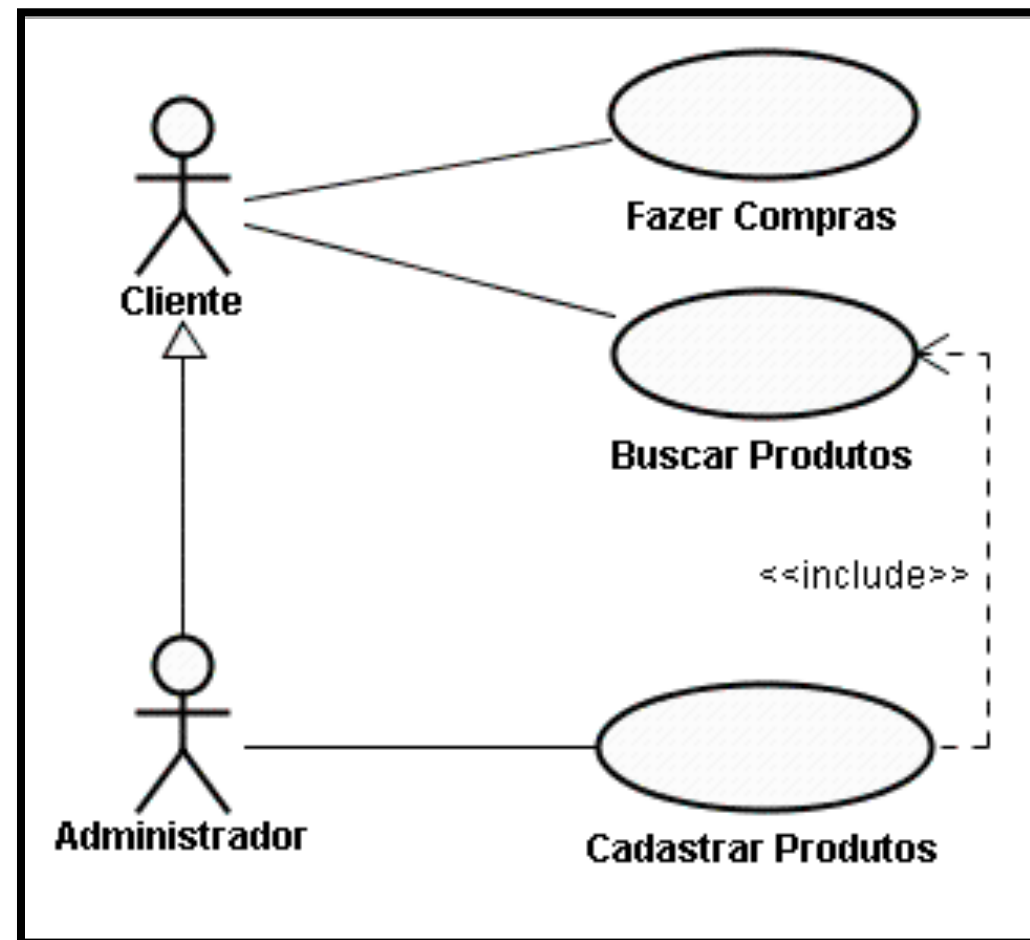 Fazer Compras
Cliente
Buscar Produtos
<<include>>
Administrador
Cadastrar Produtos